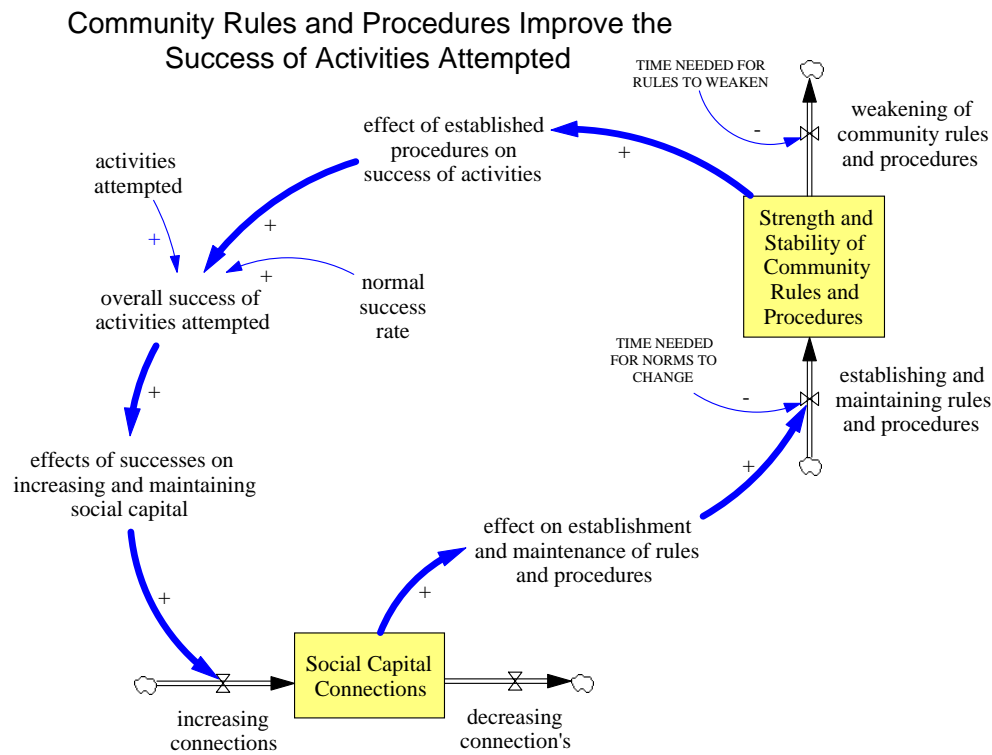 Community Rules and Procedures Improve the
Success of Activities Attempted
TIME NEEDED FOR
RULES TO WEAKEN
-
weakening of
community rules
and procedures
effect of established
procedures on
success of activities
+
activities
attempted
+
+
+
Strength and
Stability of
Community
Rules and
Procedures
overall success of
activities attempted
normal
success
rate
TIME NEEDED
FOR NORMS TO
CHANGE
-
establishing and
maintaining rules
and procedures
+
effects of successes on
increasing and maintaining
social capital
+
effect on establishment
and maintenance of rules
and procedures
+
+
Social Capital
Connections
increasing
connections
decreasing
connection's